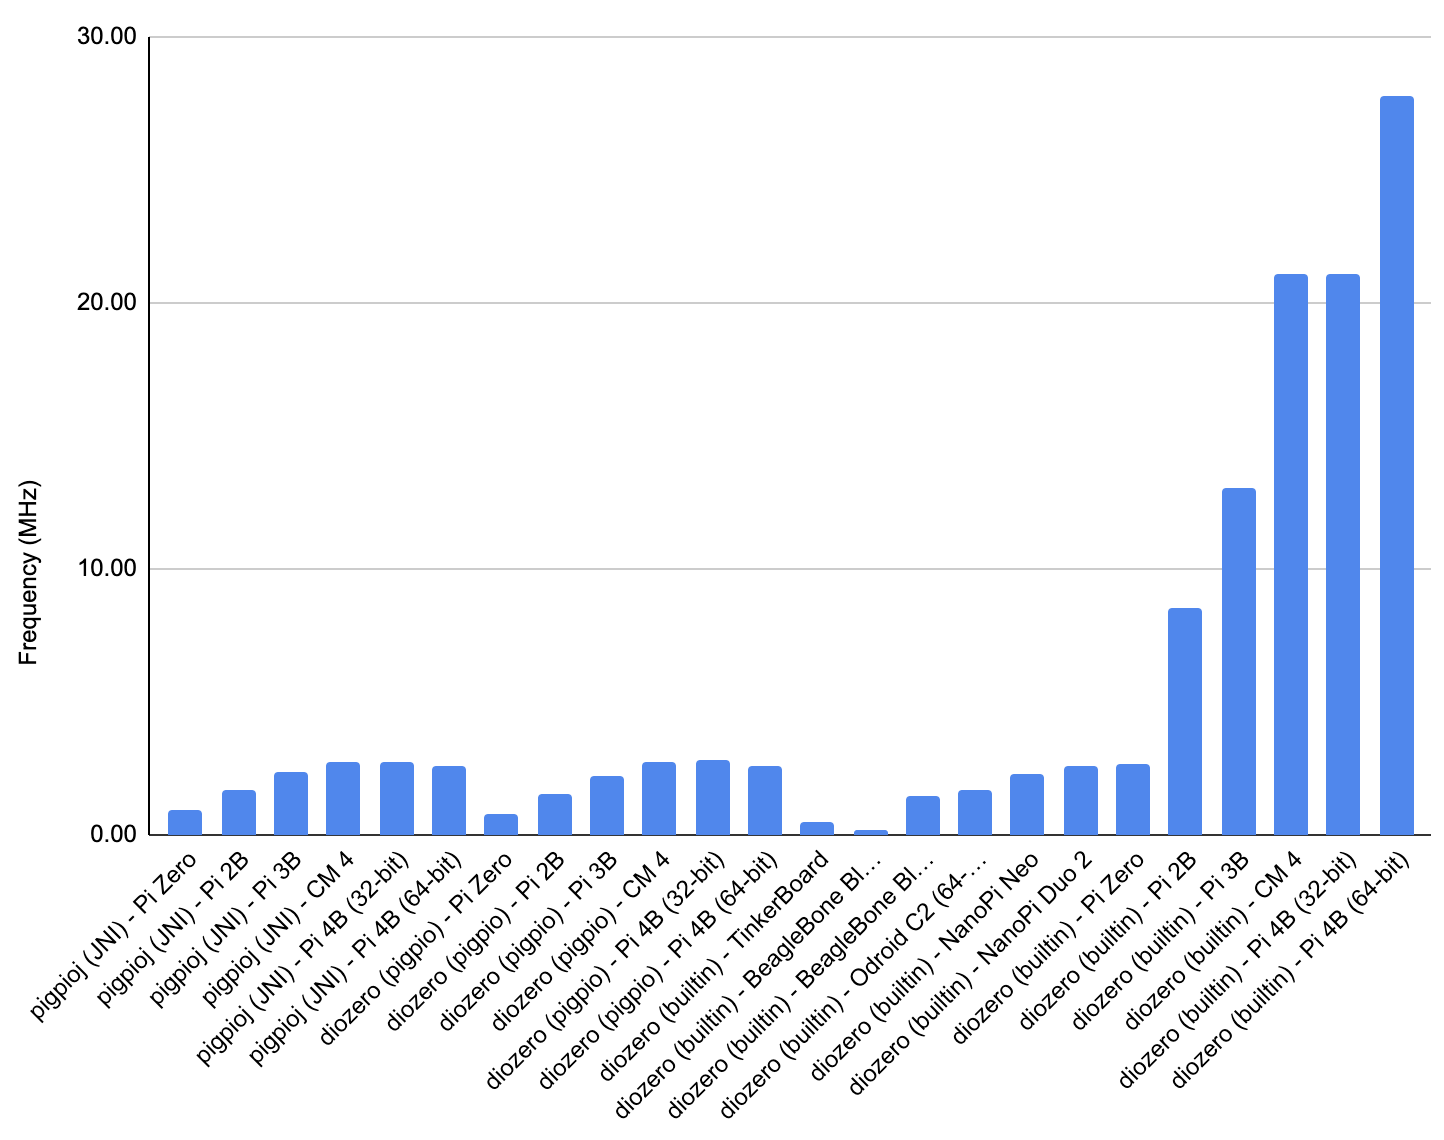 30.00
20.00
10.00
0.00
Frequency (MHz)
pigpioj (JNI) - Pi Zero
pigpioj (JNI) - Pi 2B
pigpioj (JNI) - Pi 3B
pigpioj (JNI) - CM 4
pigpioj (JNI) - Pi 4B (32-bit)
pigpioj (JNI) - Pi 4B (64-bit)
diozero (pigpio) - Pi Zero
diozero (pigpio) - Pi 2B
diozero (pigpio) - Pi 3B
diozero (pigpio) - CM 4
diozero (pigpio) - Pi 4B (32-bit)
diozero (pigpio) - Pi 4B (64-bit)
diozero (builtin) - TinkerBoard
diozero (builtin) - BeagleBone Bl…
diozero (builtin) - BeagleBone Bl…
diozero (builtin) - Odroid C2 (64-…
diozero (builtin) - NanoPi Neo
diozero (builtin) - NanoPi Duo 2
diozero (builtin) - Pi Zero
diozero (builtin) - Pi 2B
diozero (builtin) - Pi 3B
diozero (builtin) - CM 4
diozero (builtin) - Pi 4B (32-bit)
diozero (builtin) - Pi 4B (64-bit)